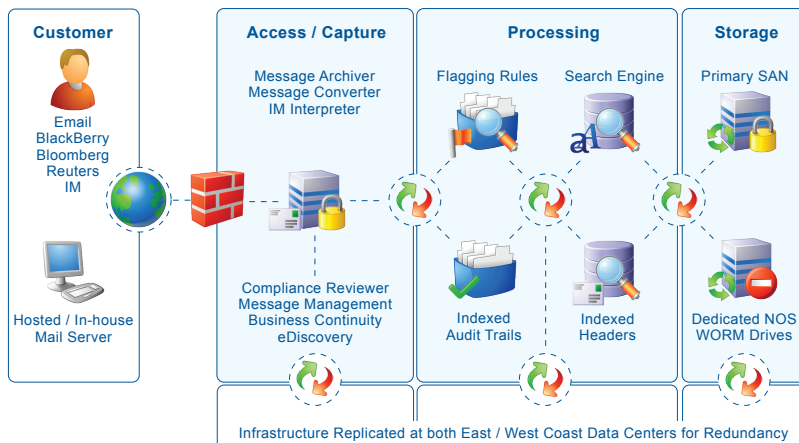 Customer
Email
BlackBerry
Bloomberg
Reuters
IM
Hosted / In-house
Mail Server
Access / Capture
Message Archiver
Message Converter
IM Interpreter
Compliance Reviewer
Message Management
Business Continuity
eDiscovery
Processing
Flagging Rules
Search Engine
aA
Indexed
Audit Trails
Indexed
Headers
Storage
Primary SAN
Dedicated NOS
WORM Drives
Infrastructure Replicated at both East / West Coast Data Centers for Redundancy